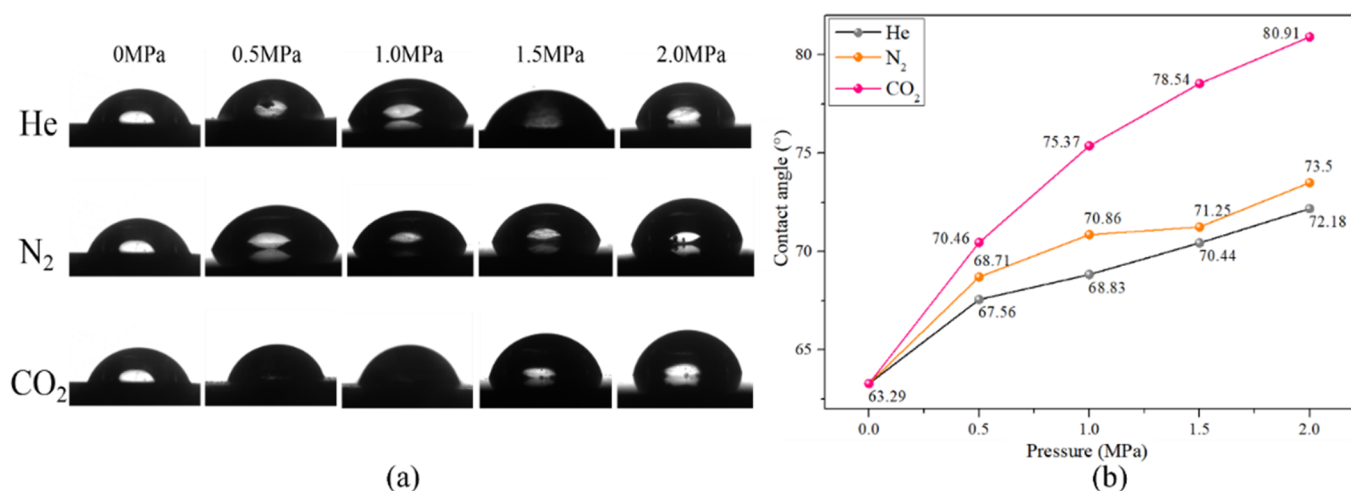 0MPa 0.5MPa 1.0MPa 1.5MPa 2.0MPa
He
N₂
CO₂
(a)
He
N₂
CO₂
Contact angle (°)
80
75
70
65
63.29
67.56
68.83
70.44
72.18
68.71
70.86
71.25
73.5
70.46
75.37
78.54
80.91
0.0 0.5 1.0 1.5 2.0
Pressure (MPa)
(b)